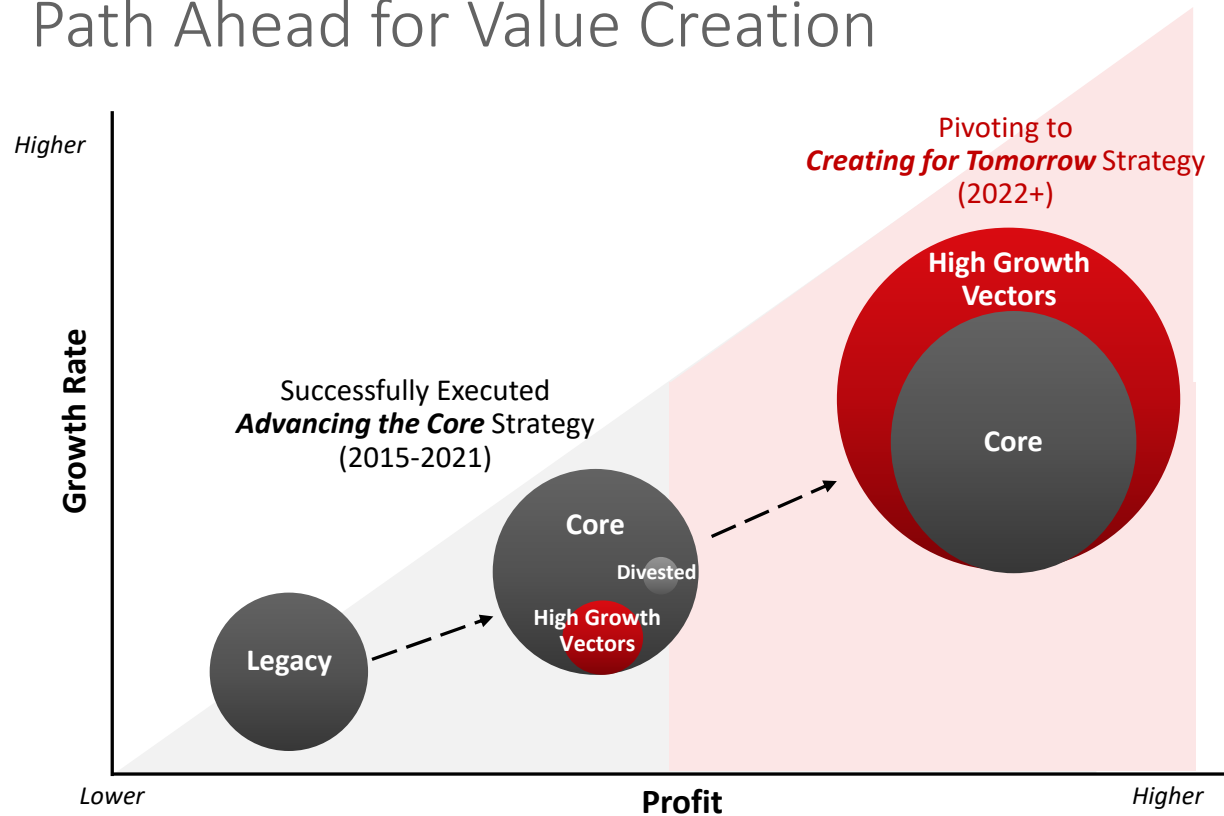 Path Ahead for Value Creation
Higher
Pivoting to
Creating for Tomorrow Strategy
(2022+)
High Growth
Vectors
Core
Growth Rate
Successfully Executed
Advancing the Core Strategy
(2015-2021)
Core
Divested
High Growth
Vectors
Legacy
Lower
Profit
Higher